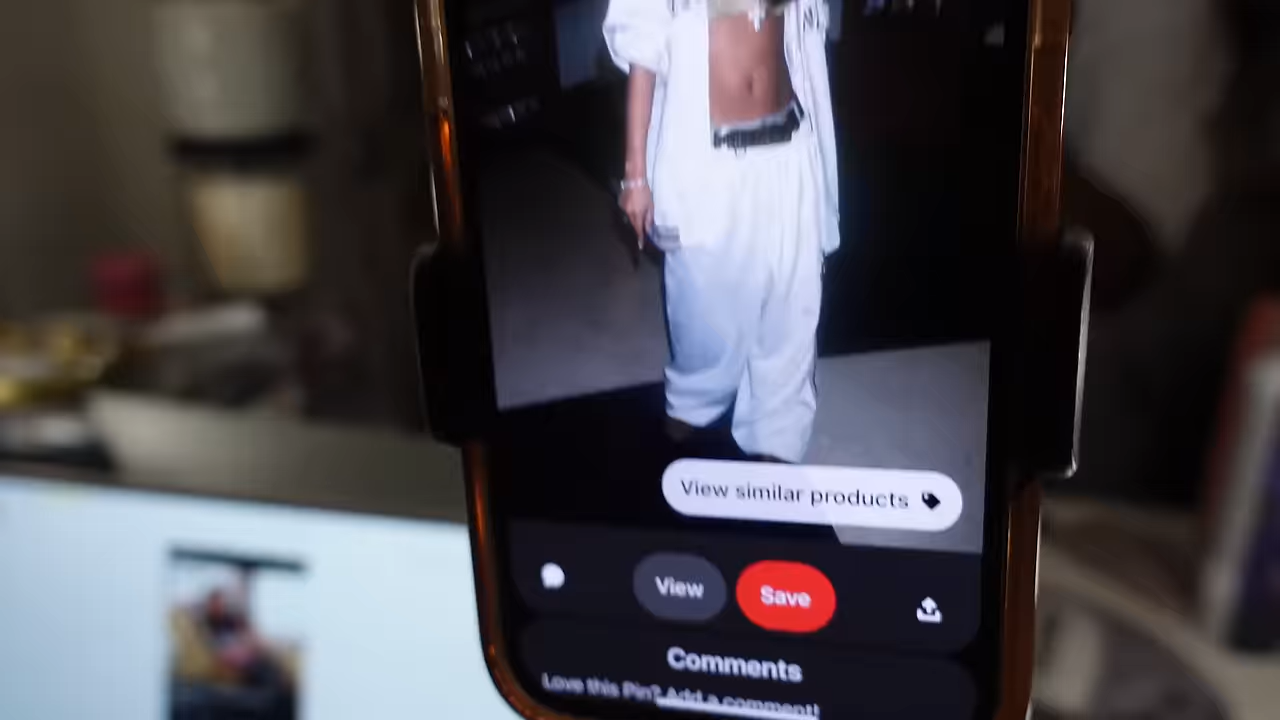 View similar products
View
Save
Comments
Love this Pin? Add a comment!